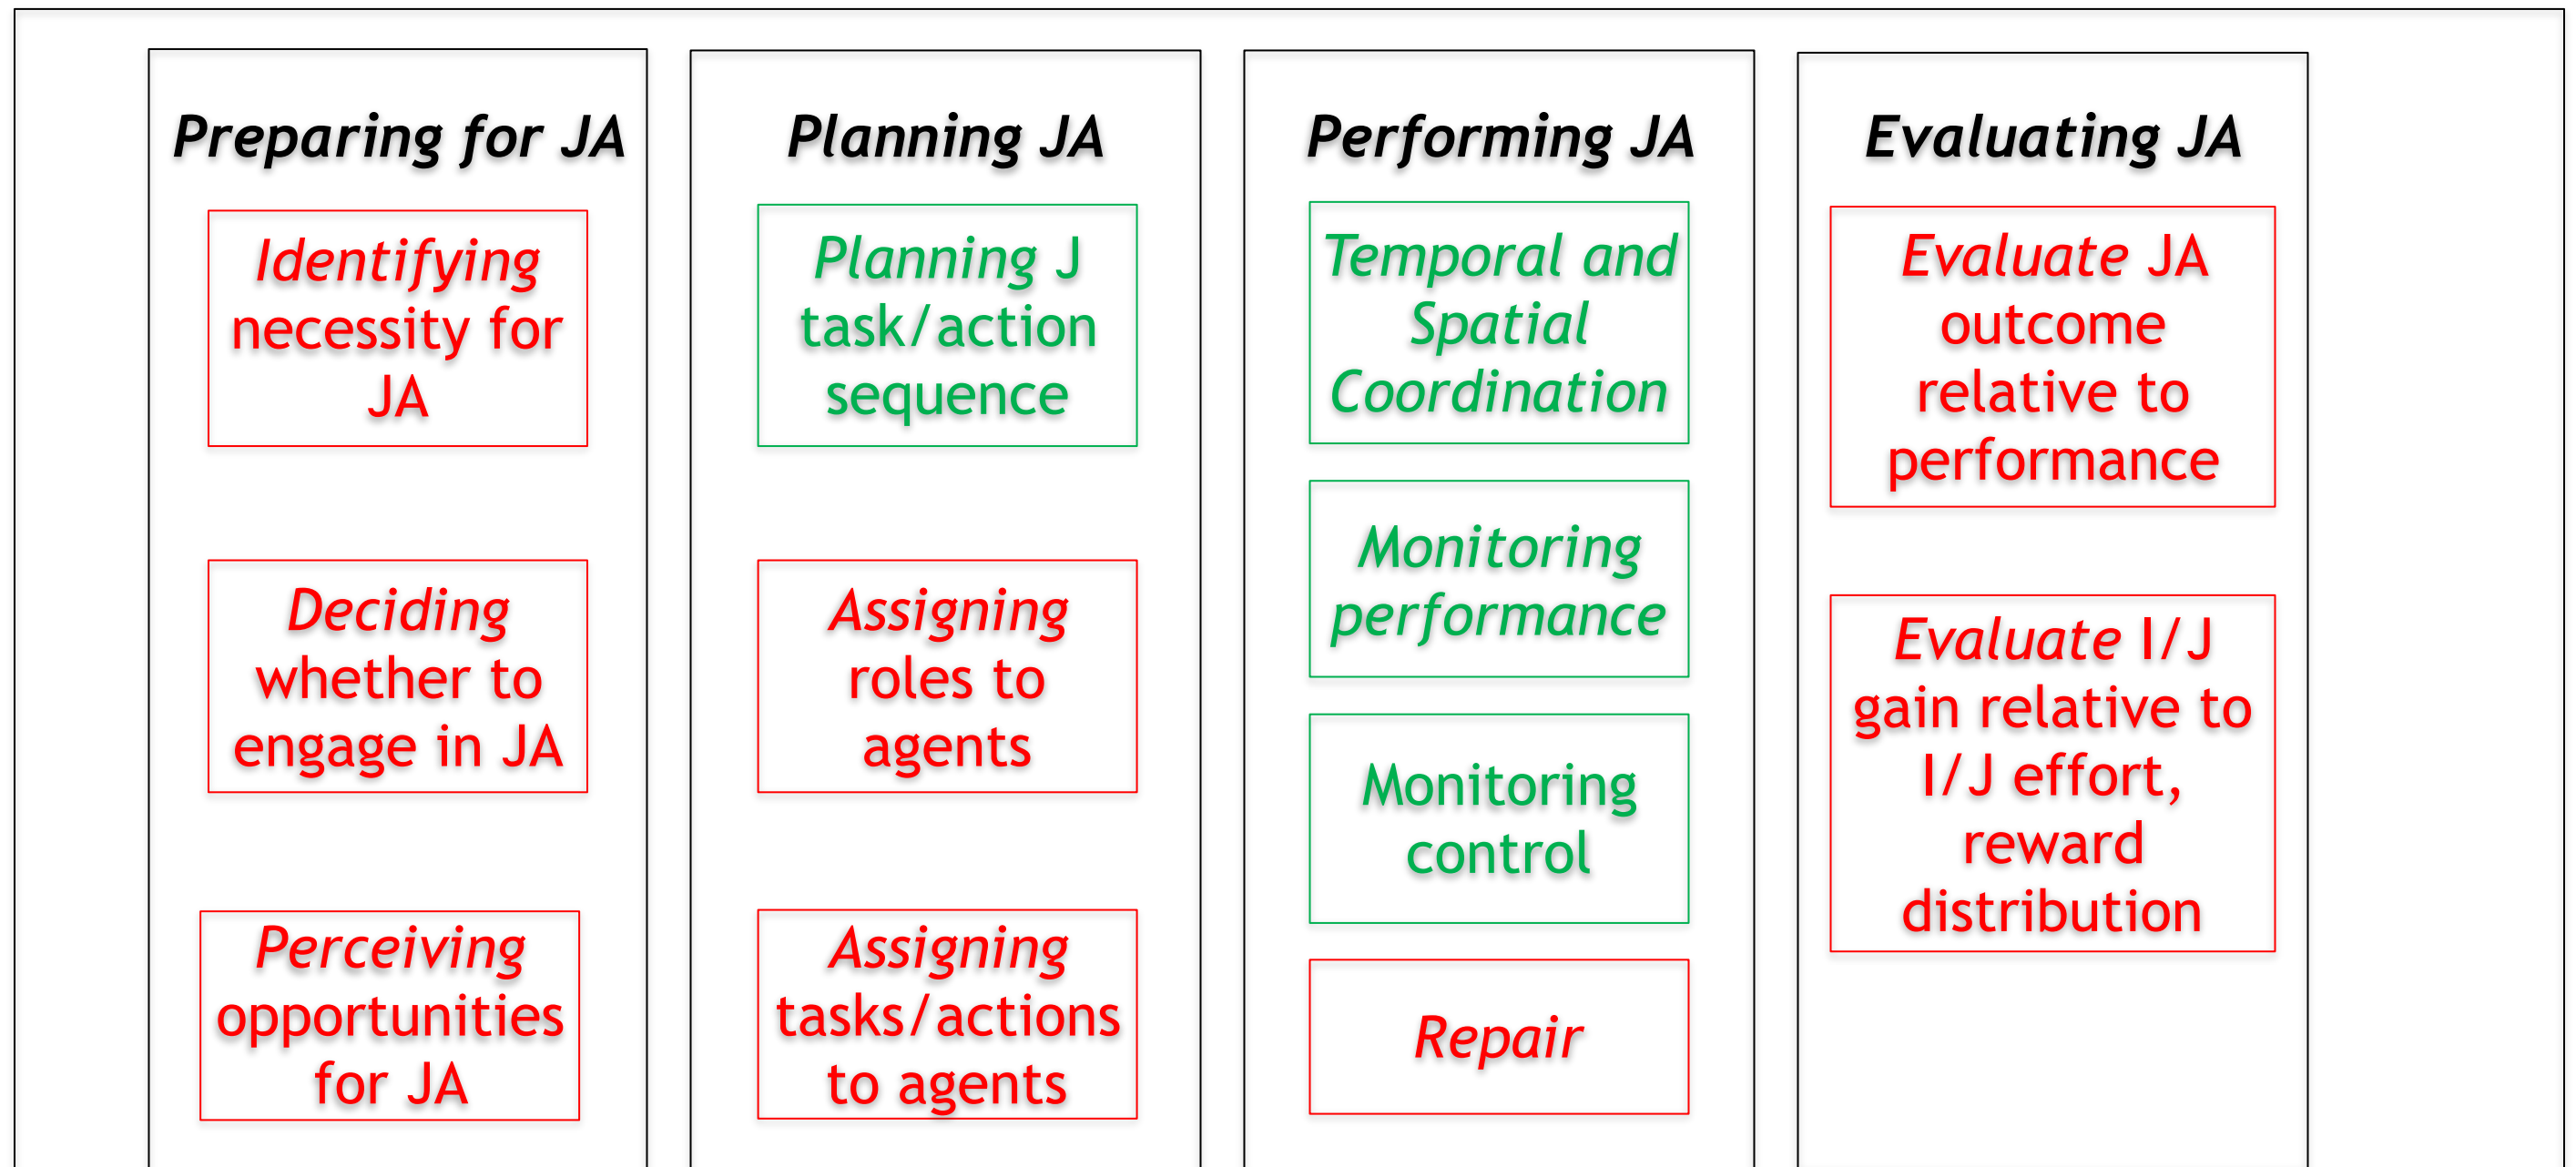 Preparing for JA
Identifying
necessity for
JA
Deciding
whether to
engage in JA
Perceiving
opportunities
for JA
Planning JA
Planning J
task/action
sequence
Assigning
roles to
agents
Assigning
tasks/actions
to agents
Performing JA
Temporal and
Spatial
Coordination
Monitoring
performance
Monitoring
control
Repair
Evaluating JA
Evaluate JA
outcome
relative to
performance
Evaluate I/J
gain relative to
I/J effort,
reward
distribution